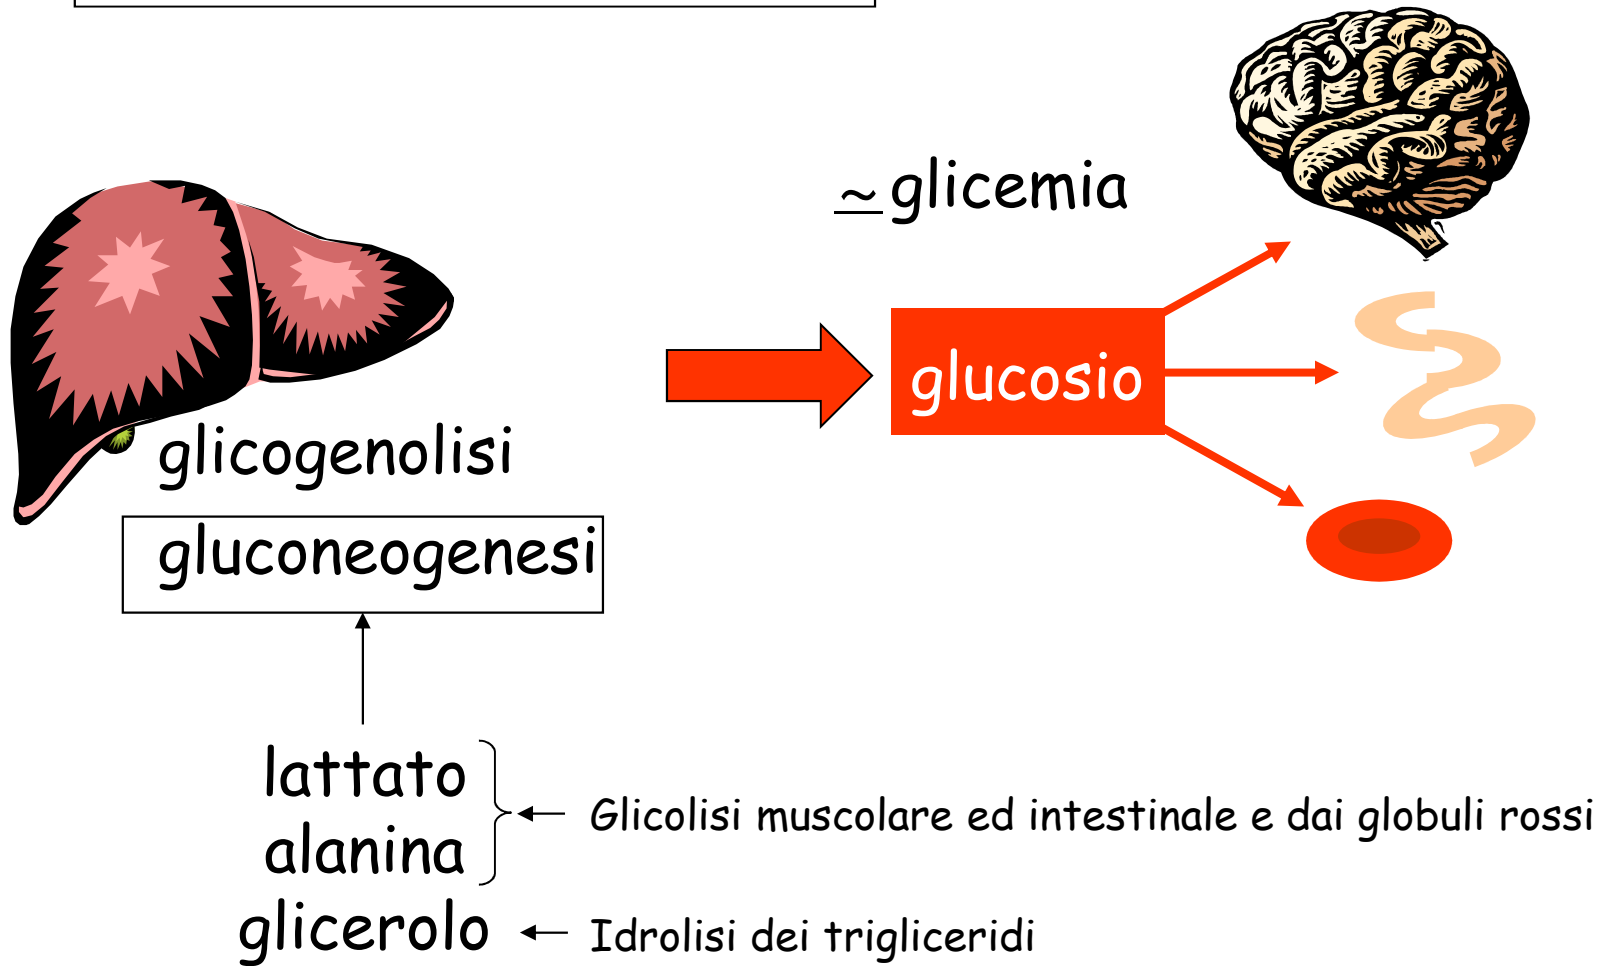 ~ glicemia
glucosio
glicogenolisi
gluconeogenesi
lattato
alanina
glicerolo
Glicolisi muscolare ed intestinale e dai globuli rossi
Idrolisi dei trigliceridi